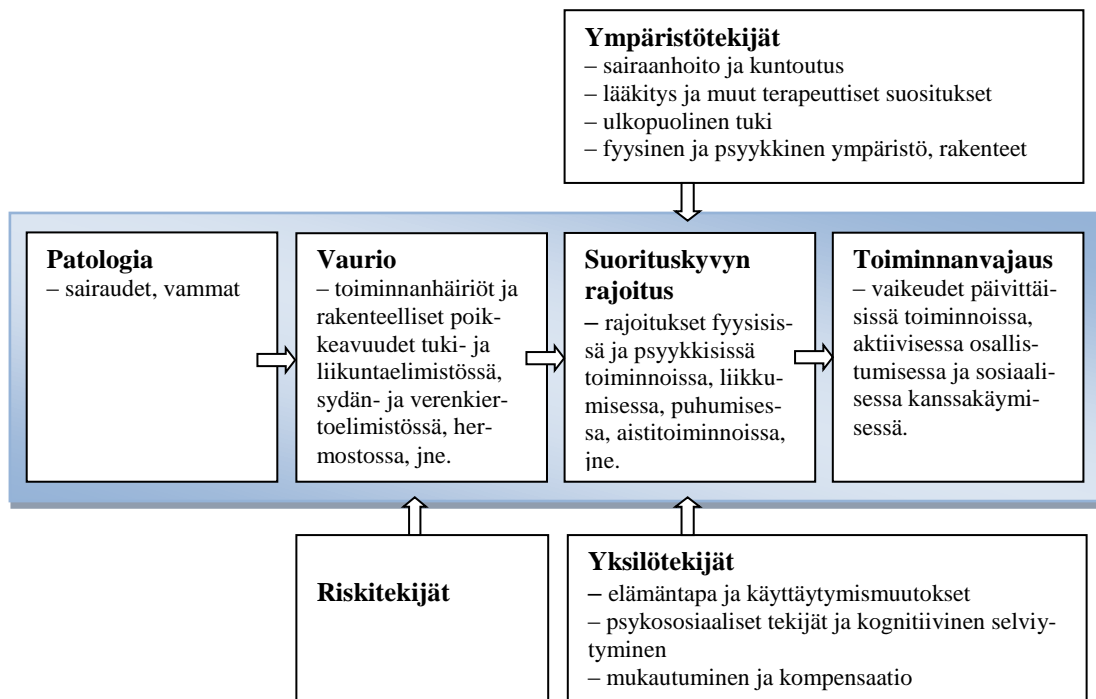 Ympäristötekijät
– sairaanhoito ja kuntoutus
– lääkitys ja muut terapeuttiset suositukset
– ulkopuolinen tuki
– fyysinen ja psyykkinen ympäristö, rakenteet
Patologia
– sairaudet, vammat
Vaurio
– toiminnanhäiriöt ja
rakenteelliset poik-
keavuudet tuki- ja
liikuntaelimistössä,
sydän- ja verenkier-
toelimistössä, her-
mostossa, jne.
Suorituskyvyn
rajoitus
– rajoitukset fyysisis-
sä ja psyykkisissä
toiminnoissa, liikku-
misessa, puhumises-
sa, aistitoiminnoissa,
jne.
Toiminnanvajaus
– vaikeudet päivittäi-
sissä toiminnoissa,
aktiivisessa osallis-
tumisessa ja sosiaali-
sessa kanssakäymi-
sessä.
Riskitekijät
Yksilötekijät
– elämäntapa ja käyttäytymismuutokset
– psykososiaaliset tekijät ja kognitiivinen selviy-
tyminen
– mukautuminen ja kompensaatio